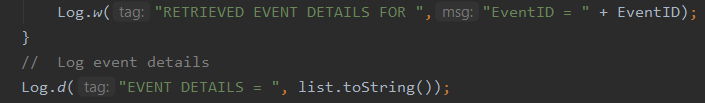 Log.w( tag: "RETRIEVED EVENT DETAILS FOR ", msg: "EventID = " + EventID);
}
//  Log event details
Log.d( tag: "EVENT DETAILS = ", list.toString());